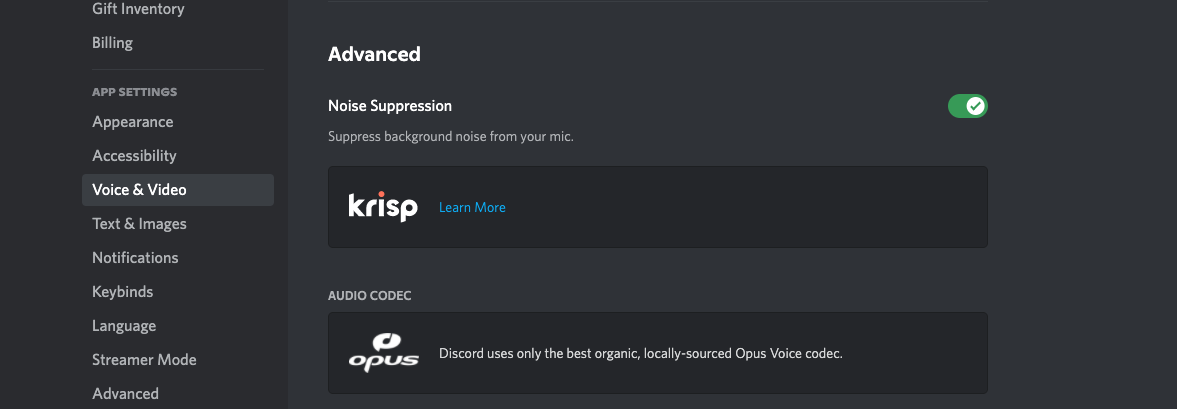 Gift Inventory
Billing
APP SETTINGS
Appearance
Accessibility
Voice & Video
Text & Images
Notifications
Keybinds
Language
Streamer Mode
Advanced
Advanced
Noise Suppression
Suppress background noise from your mic.
krisp
Learn More
AUDIO CODEC
opus
Discord uses only the best organic, locally-sourced Opus Voice codec.